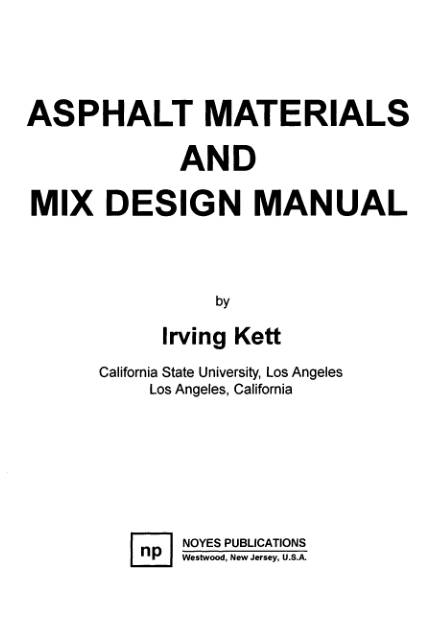 ASPHALT MATERIALS
AND
MIX DESIGN MANUAL
by
Irving Kett
California State University, Los Angeles
Los Angeles, California
np
NOYES PUBLICATIONS
Westwood, New Jersey, U.S.A.